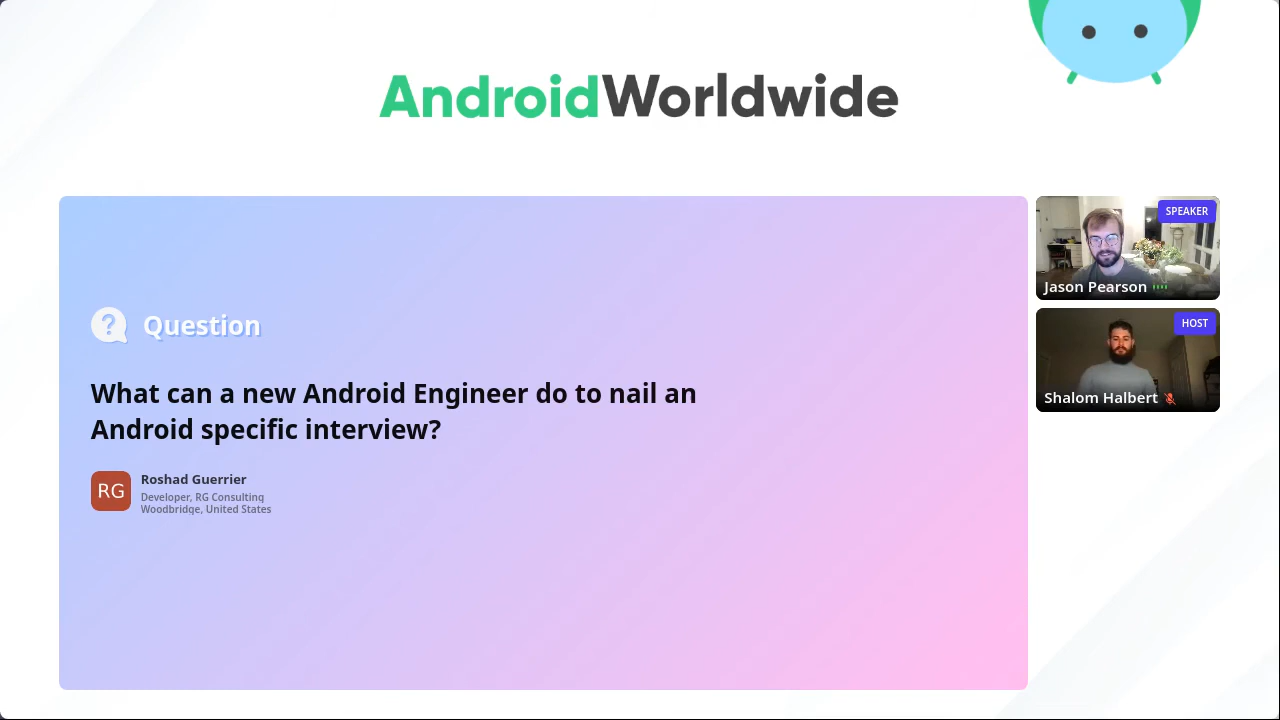 AndroidWorldwide
SPEAKER
Jason Pearson
HOST
Shalom Halbert
? Question
What can a new Android Engineer do to nail an
Android specific interview?
RG
Roshad Guerrier
Developer, RG Consulting
Woodbridge, United States